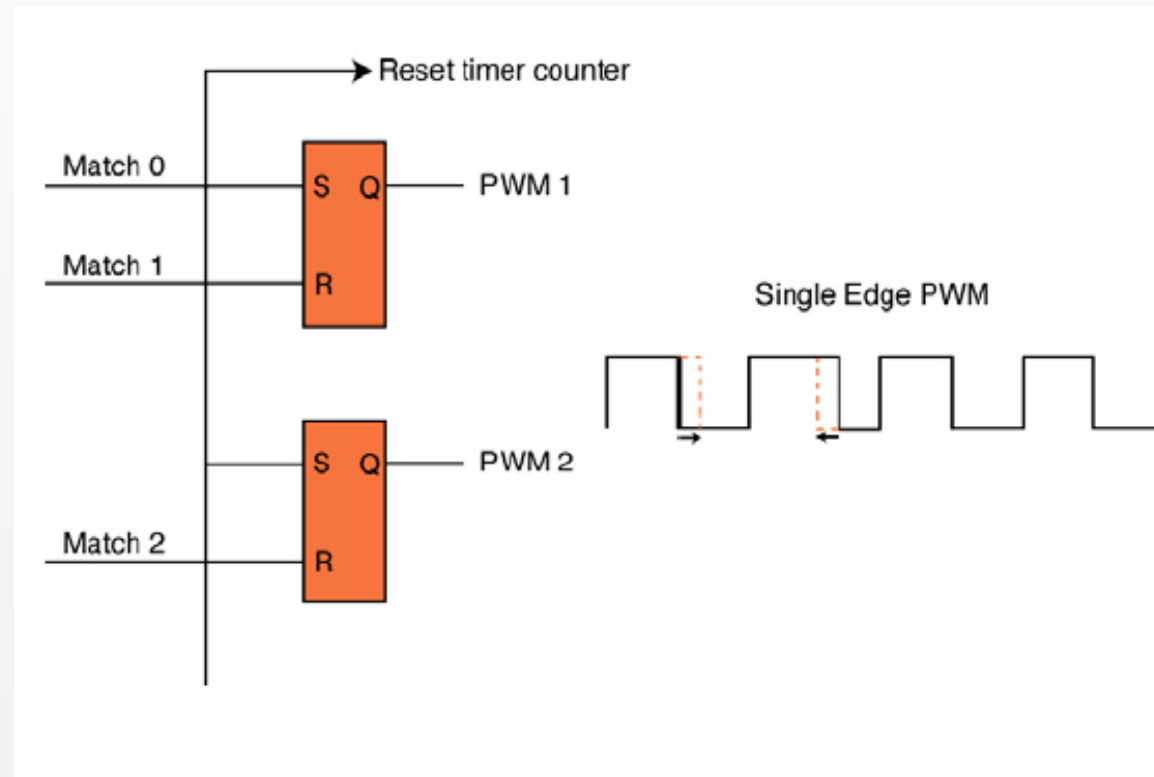 Reset timer counter
Match 0
S Q PWM 1
Match 1
R
Single Edge PWM
S Q PWM 2
Match 2
R